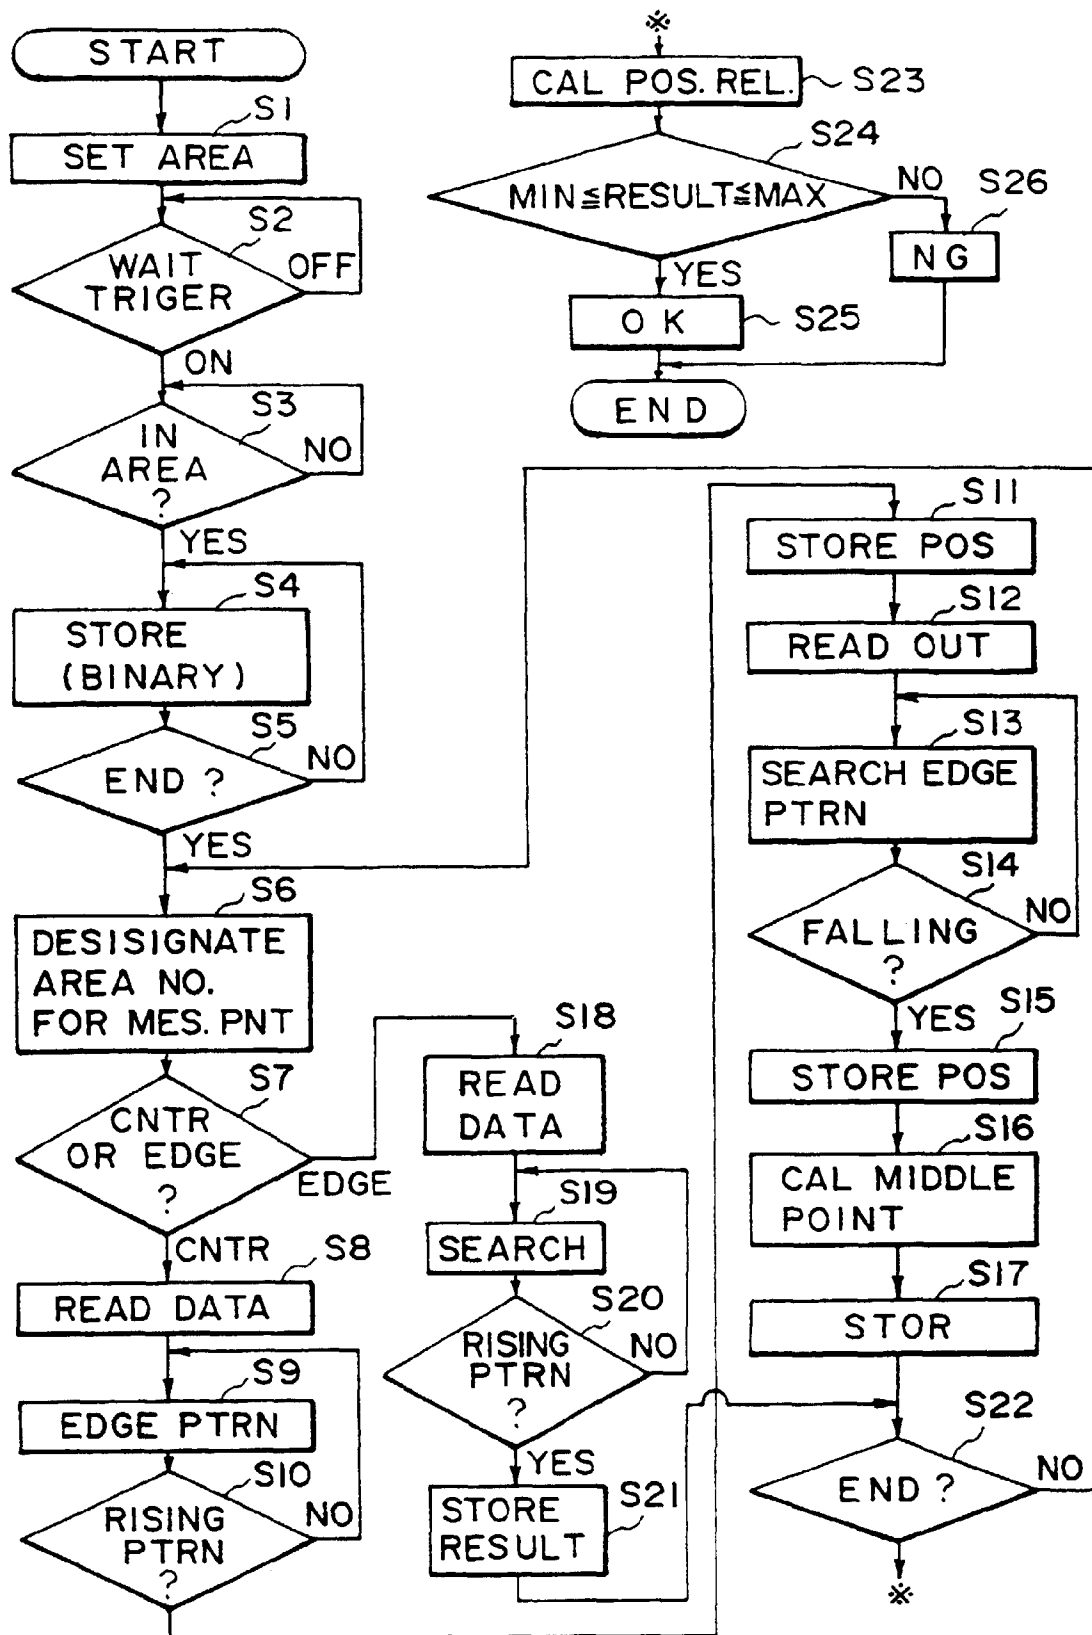 START
S1
SET AREA
S2
WAIT
TRIGER
OFF
ON
S3
IN
AREA
?
NO
YES
S4
STORE
(BINARY)
S5
END ?
NO
YES
S6
DESISIGNATE
AREA NO.
FOR MES. PNT
S7
CNTR
OR EDGE
?
EDGE
CNTR
S8
READ DATA
S9
EDGE PTRN
S10
RISING
PTRN
?
NO
S18
READ
DATA
S19
SEARCH
S20
RISING
PTRN
?
NO
YES
S21
STORE
RESULT
S11
STORE POS
S12
READ OUT
S13
SEARCH EDGE
PTRN
S14
FALLING
?
NO
YES
S15
STORE POS
S16
CAL MIDDLE
POINT
S17
STOR
S22
END ?
NO
※
※
CAL POS. REL.
S23
S24
MIN≦RESULT≦MAX
NO
S26
NG
YES
OK
S25
END